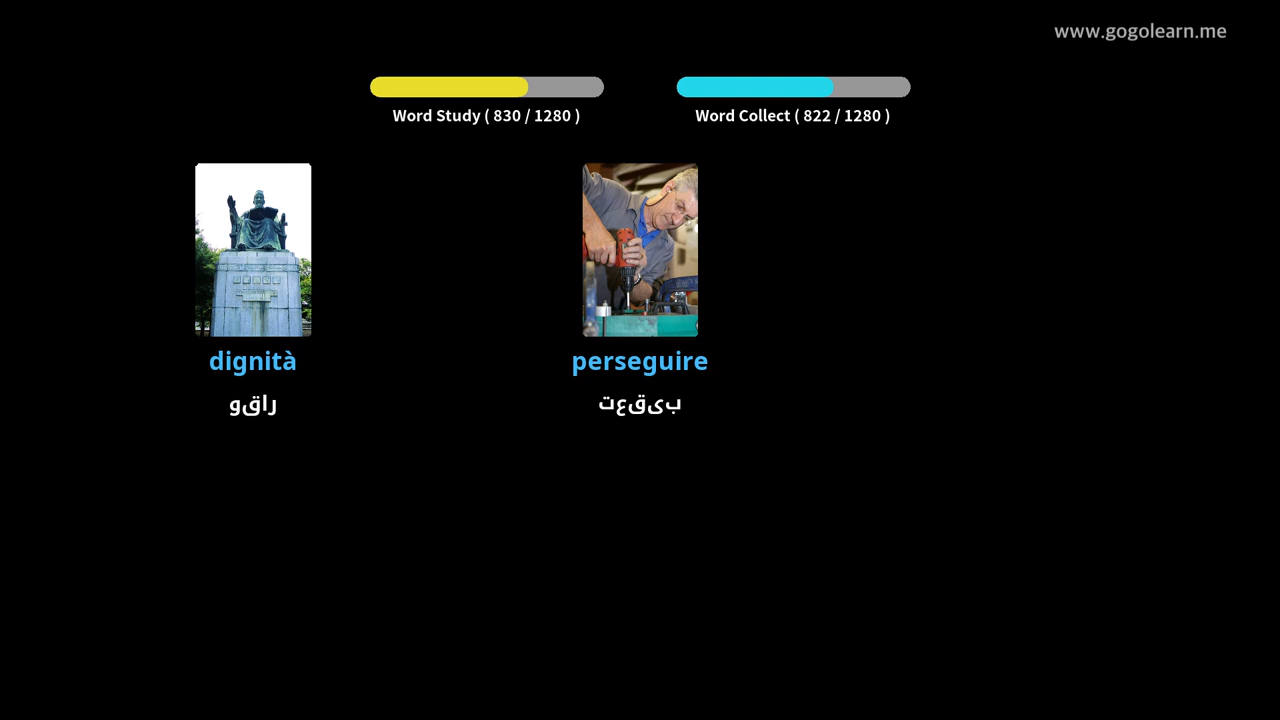 www.gogolearn.me
Word Study ( 830 / 1280 )
Word Collect ( 822 / 1280 )
dignità
راقو
perseguire
بیقعت